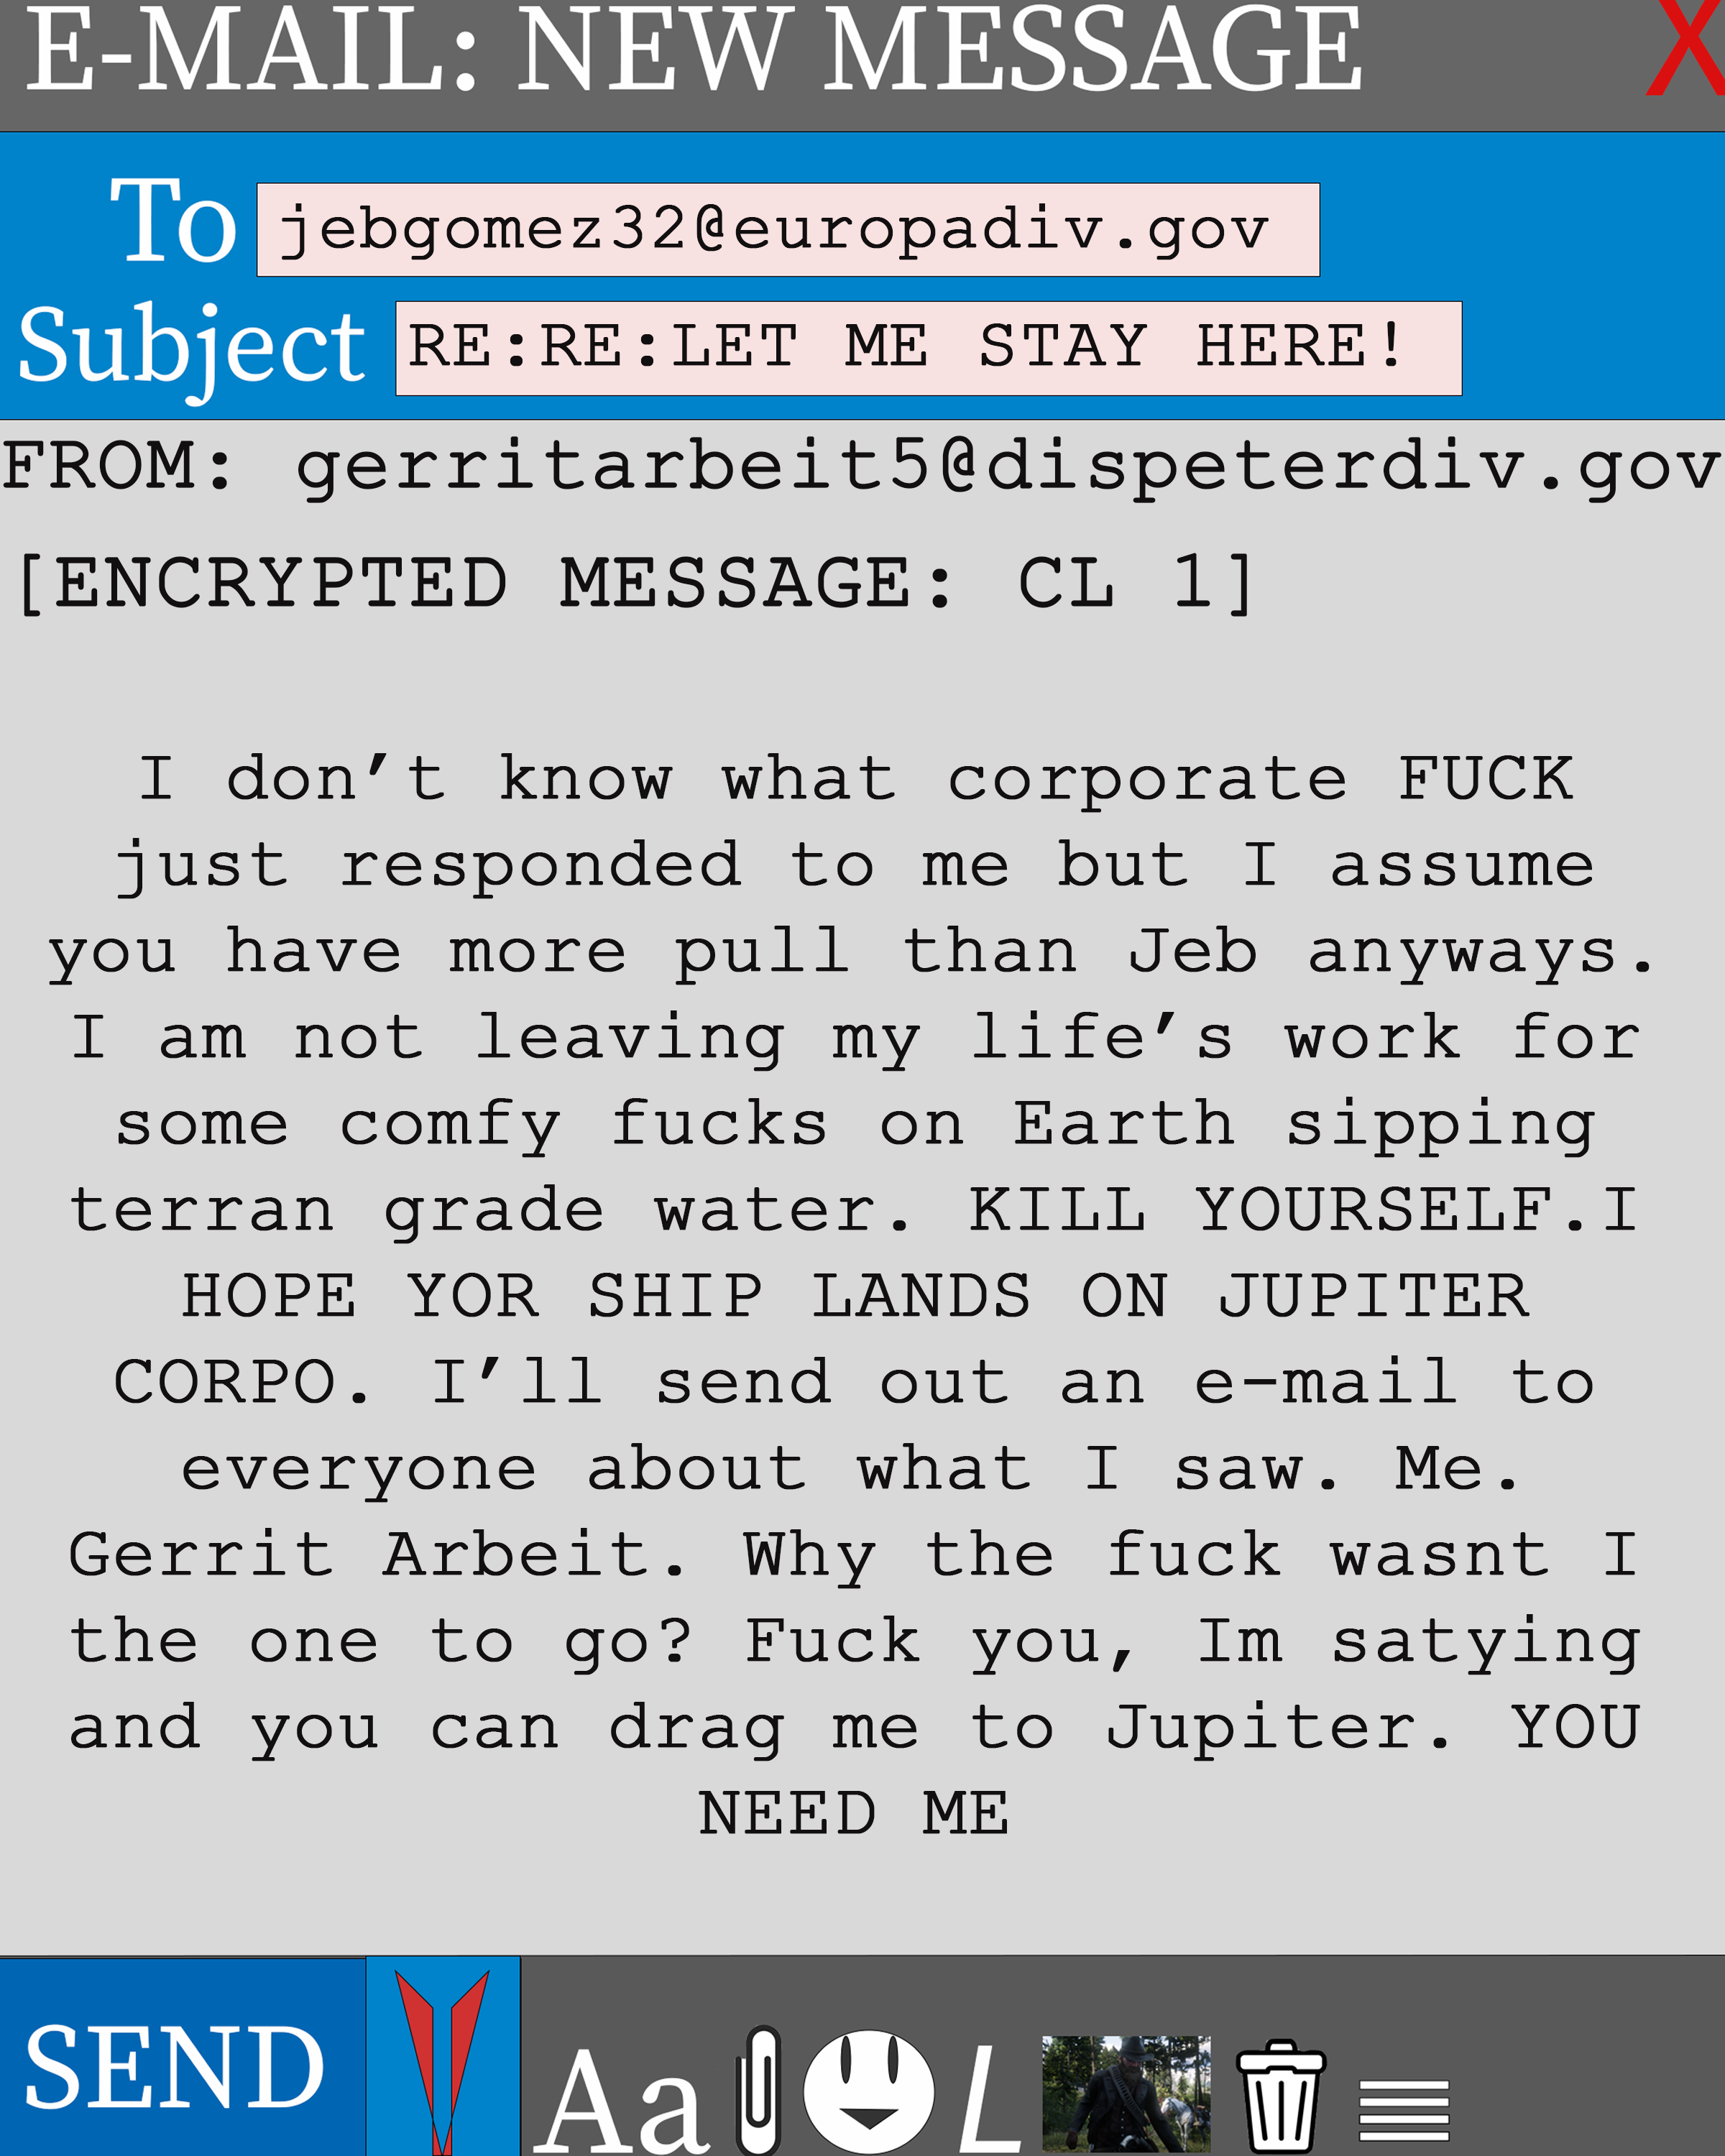 E-MAIL: NEW MESSAGE X
To jebgomez32@europadiv.gov
Subject RE:RE:LET ME STAY HERE!
FROM: gerritarbeit5@dispeterdiv.gov
[ENCRYPTED MESSAGE: CL 1]
I don’t know what corporate FUCK
just responded to me but I assume
you have more pull than Jeb anyways.
I am not leaving my life’s work for
some comfy fucks on Earth sipping
terran grade water. KILL YOURSELF.I
HOPE YOR SHIP LANDS ON JUPITER
CORPO. I’ll send out an e-mail to
everyone about what I saw. Me.
Gerrit Arbeit. Why the fuck wasnt I
the one to go? Fuck you, Im satying
and you can drag me to Jupiter. YOU
NEED ME
SEND Aa L